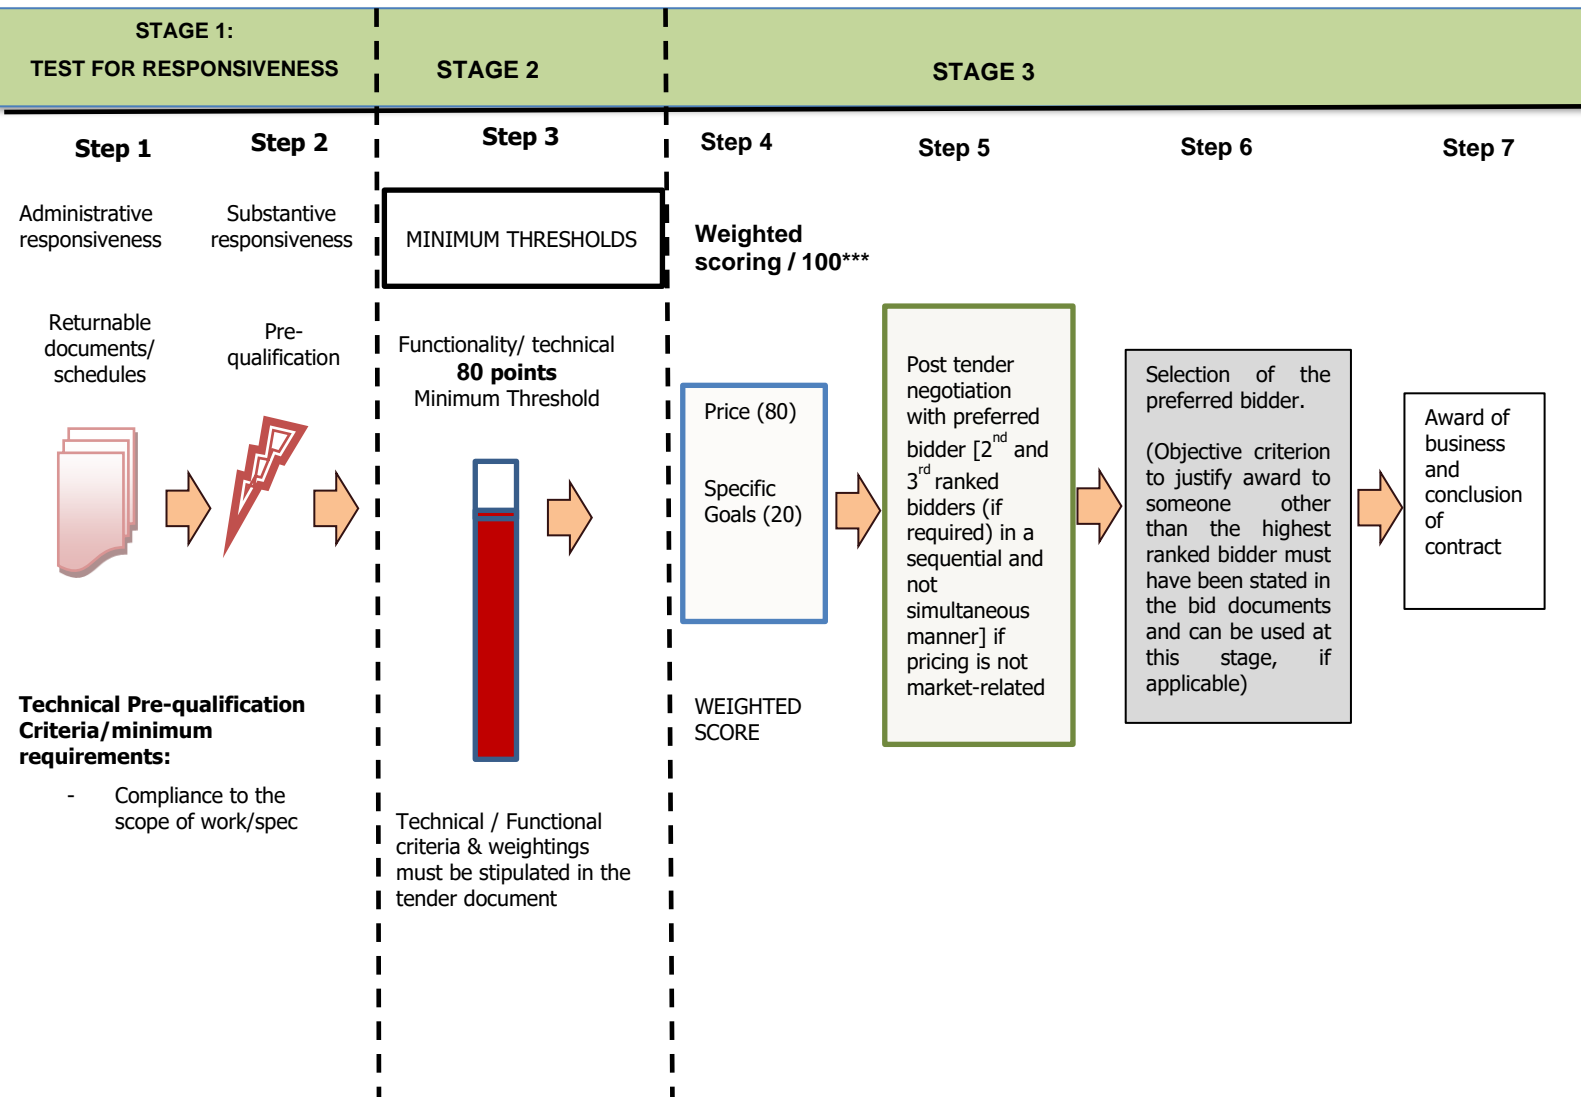 STAGE 1:
TEST FOR RESPONSIVENESS
STAGE 2
STAGE 3
Step 1
Step 2
Step 3
Step 4
Step 5
Step 6
Step 7
Administrative
responsiveness
Substantive
responsiveness
MINIMUM THRESHOLDS
Weighted
scoring / 100***
Returnable
documents/
schedules
Pre-
qualification
Functionality/ technical
80 points
Minimum Threshold
Price (80)
Specific
Goals (20)
WEIGHTED
SCORE
Post tender
negotiation
with preferred
bidder [2nd and
3rd ranked
bidders (if
required) in a
sequential and
not
simultaneous
manner] if
pricing is not
market-related
Selection of the
preferred bidder.
(Objective criterion
to justify award to
someone other
than the highest
ranked bidder must
have been stated in
the bid documents
and can be used at
this stage, if
applicable)
Award of
business
and
conclusion
of
contract
Technical Pre-qualification
Criteria/minimum
requirements:
- Compliance to the
scope of work/spec
Technical / Functional
criteria & weightings
must be stipulated in the
tender document